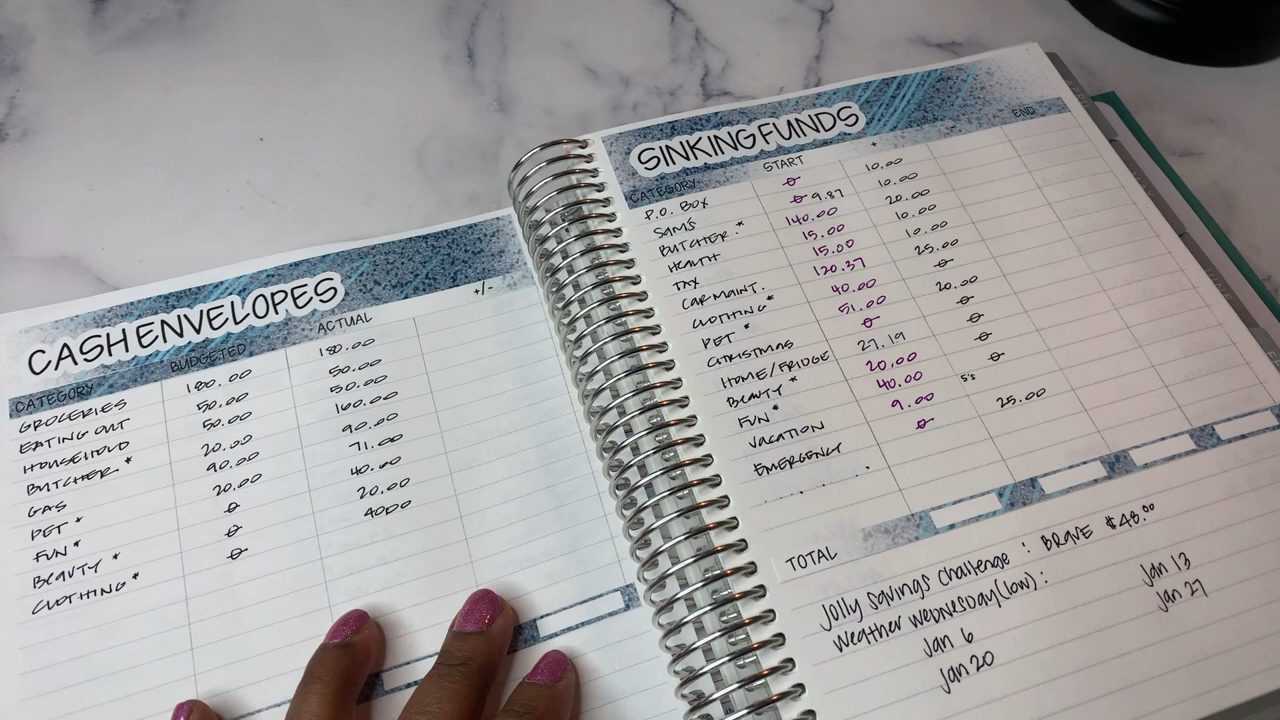 CASH ENVELOPES
CATEGORY BUDGETED ACTUAL +/-
GROCERIES 180.00 180.00
EATING OUT 50.00 50.00
HOUSEHOLD 50.00 50.00
BUTCHER * 20.00 160.00
GAS 90.00 90.00
PET * 20.00 71.00
FUN * ∅ 40.00
BEAUTY * ∅ 20.00
CLOTHING * ∅ 4000
SINKING FUNDS
CATEGORY START + END
P.O. BOX ∅ 10.00
SAMS ∅ 9.87 10.00
BUTCHER * 140.00 20.00
HEALTH 15.00 10.00
TAX 15.00 10.00
CAR MAINT. 120.37 25.00
CLOTHING * 40.00 ∅
PET * 51.00 20.00
CHRISTMAS ∅ ∅
HOME/FRIDGE 27.19 ∅
BEAUTY * 20.00
FUN * 40.00 ∅
VACATION 9.00 5's
EMERGENCY ∅ 25.00
TOTAL
Jolly savings challenge : BRAVE $48.00
Weather Wednesday (low) :
Jan 6 Jan 13
Jan 20 Jan 27